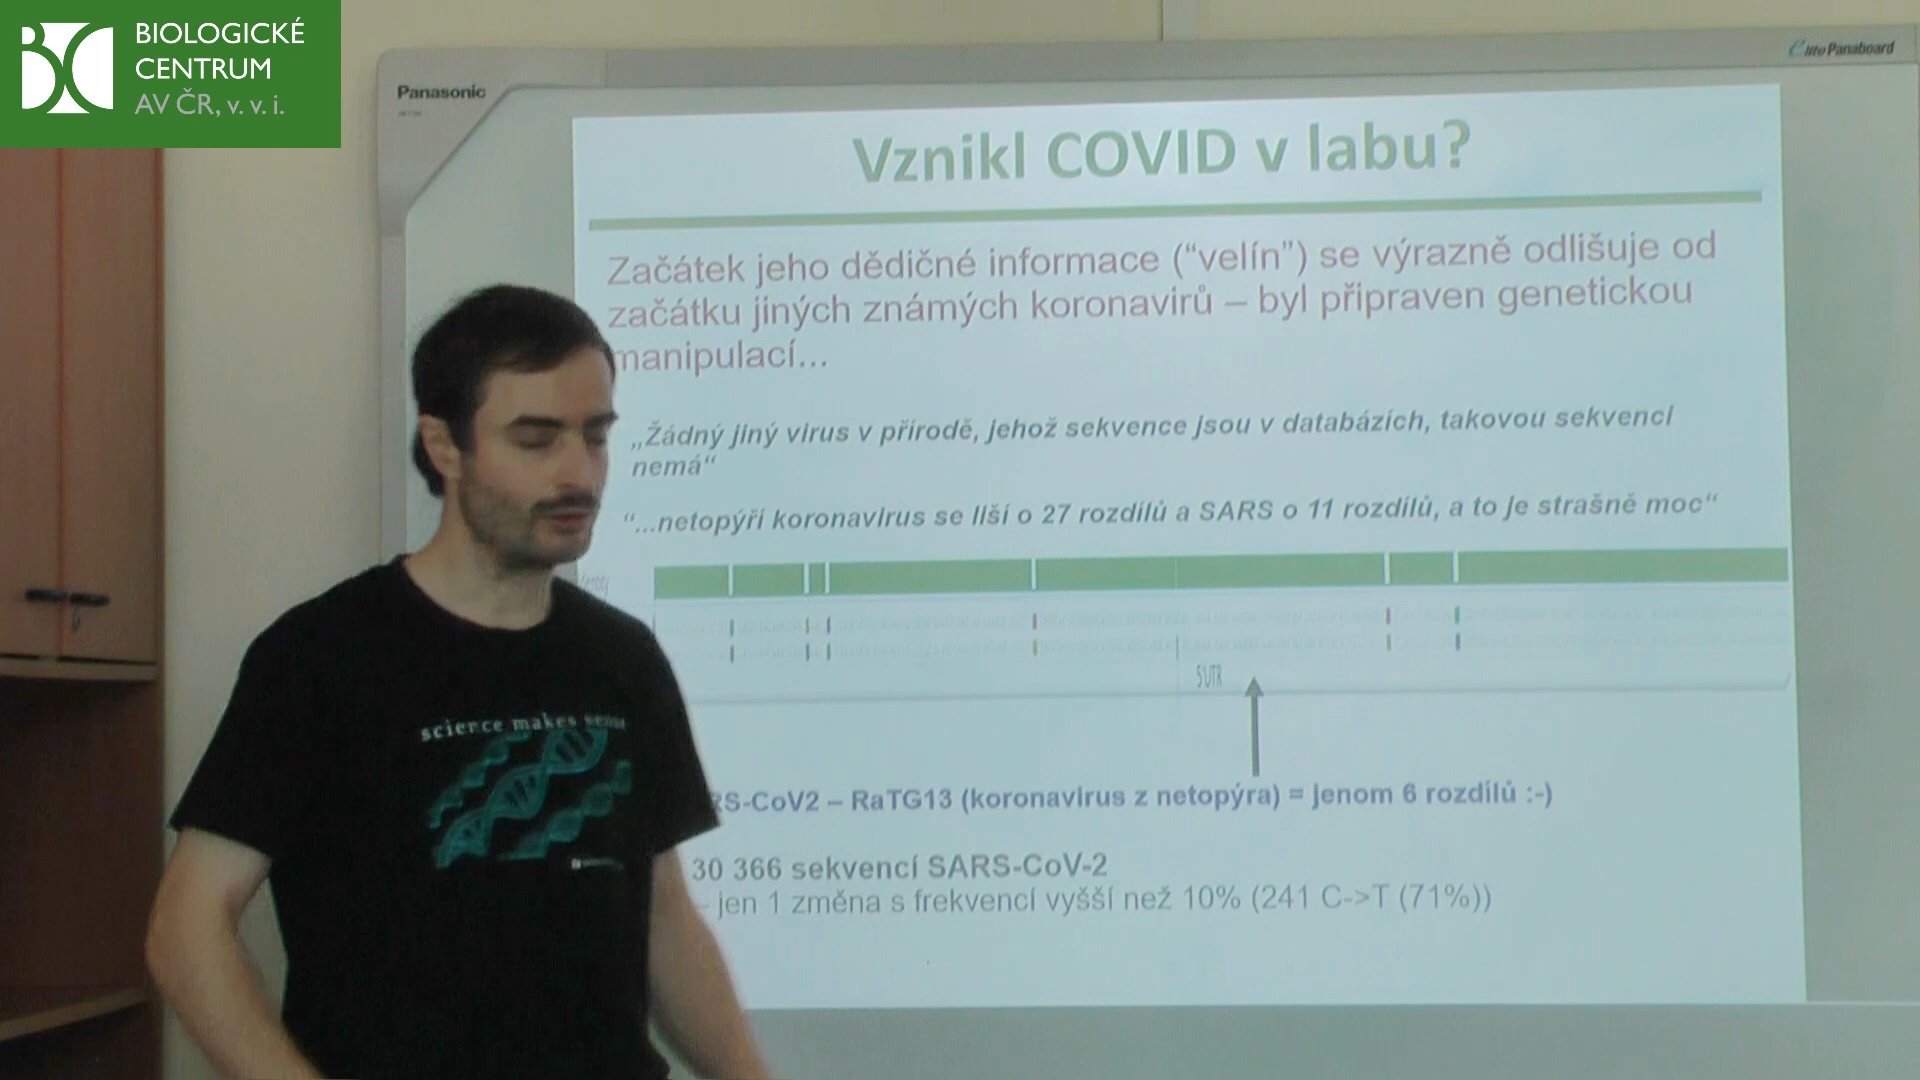 BIOLOGICKÉ
CENTRUM
AV ČR, v. v. i.
Panasonic
elite Panaboard
Vznikl COVID v labu?
Začátek jeho dědičné informace (“velín”) se výrazně odlišuje od
začátku jiných známých koronavirů – byl připraven genetickou
manipulací...
„Žádný jiný virus v přírodě, jehož sekvence jsou v databázích, takovou sekvenci
nemá“
“...netopýří koronavirus se liší o 27 rozdílů a SARS o 11 rozdílů, a to je strašně moc“
5'UTR
RS-CoV2 – RaTG13 (koronavirus z netopýra) = jenom 6 rozdílů :-)
30 366 sekvencí SARS-CoV-2
– jen 1 změna s frekvencí vyšší než 10% (241 C->T (71%))
science makes sense